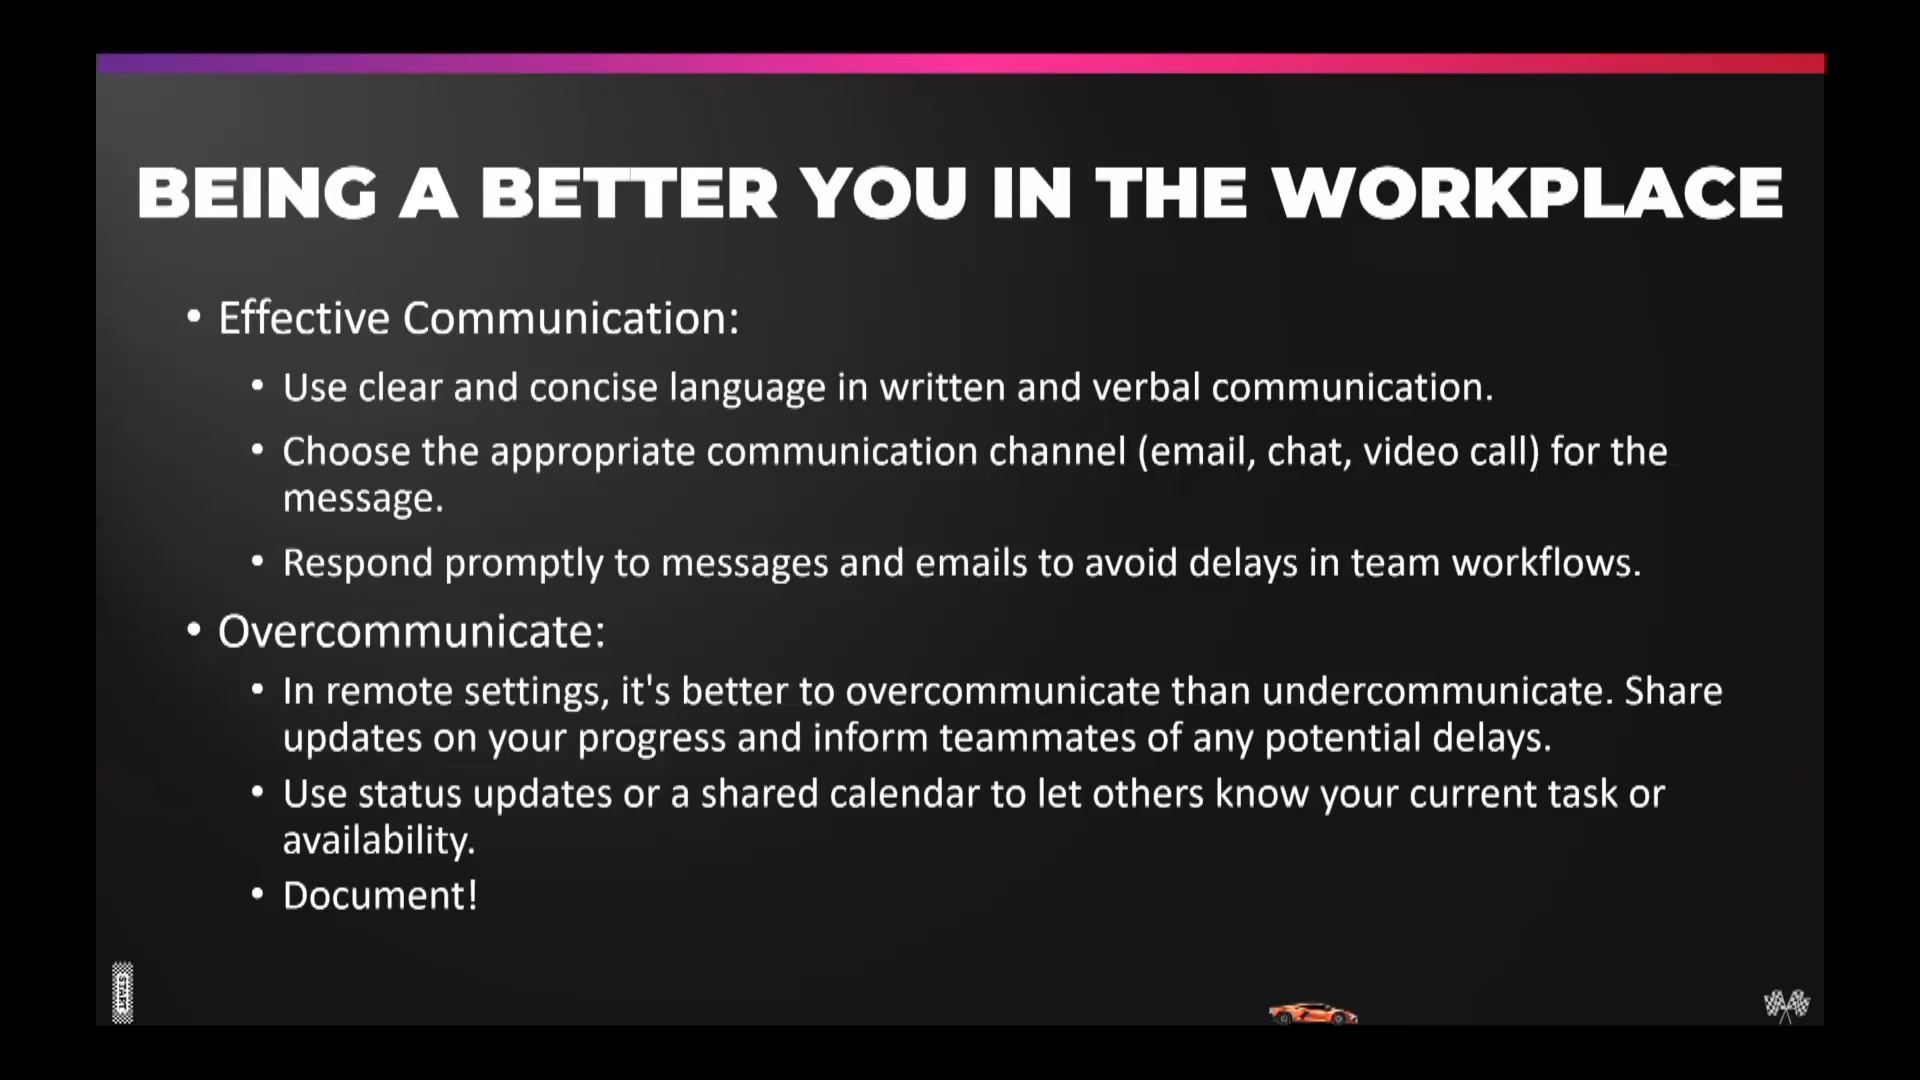 BEING A BETTER YOU IN THE WORKPLACE
• Effective Communication:
• Use clear and concise language in written and verbal communication.
• Choose the appropriate communication channel (email, chat, video call) for the
message.
• Respond promptly to messages and emails to avoid delays in team workflows.
• Overcommunicate:
• In remote settings, it's better to overcommunicate than undercommunicate. Share
updates on your progress and inform teammates of any potential delays.
• Use status updates or a shared calendar to let others know your current task or
availability.
• Document!
START